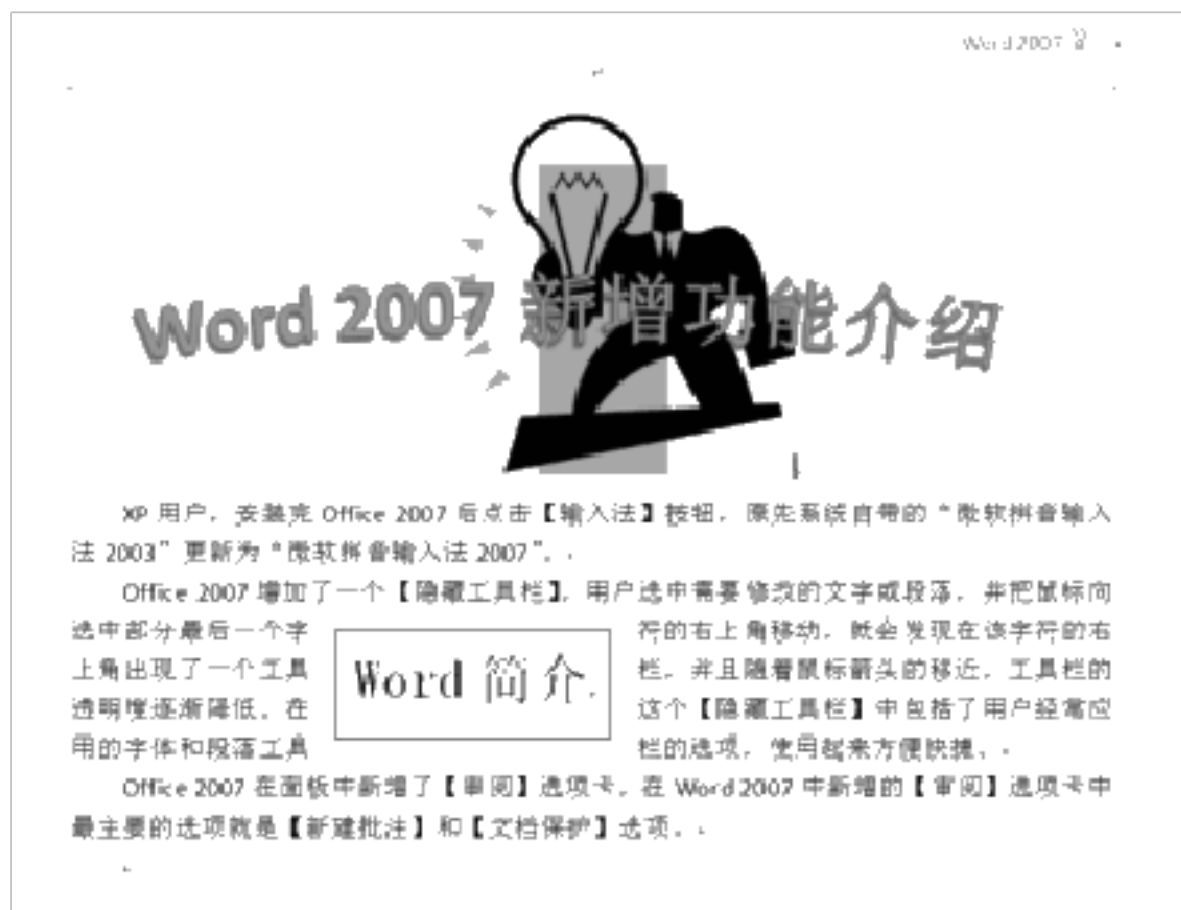 Word 2007 简
Word 2007 新增功能介绍
XP 用户，安装完 Office 2007 后点击【输入法】按钮，原先系统自带的“微软拼音输入
法 2003”更新为“微软拼音输入法 2007”。
Office 2007 增加了一个【隐藏工具栏】，用户选中需要修改的文字或段落，并把鼠标向
选中部分最后一个字 符的右上角移动，就会发现在该字符的右
上角出现了一个工具 栏，并且随着鼠标箭头的移近，工具栏的
透明度逐渐降低。在 这个【隐藏工具栏】中包括了用户经常应
用的字体和段落工具 栏的选项，使用起来方便快捷。
Word 简介
Office 2007 在面板中新增了【审阅】选项卡。在 Word 2007 中新增的【审阅】选项卡中
最主要的选项就是【新建批注】和【文档保护】选项。